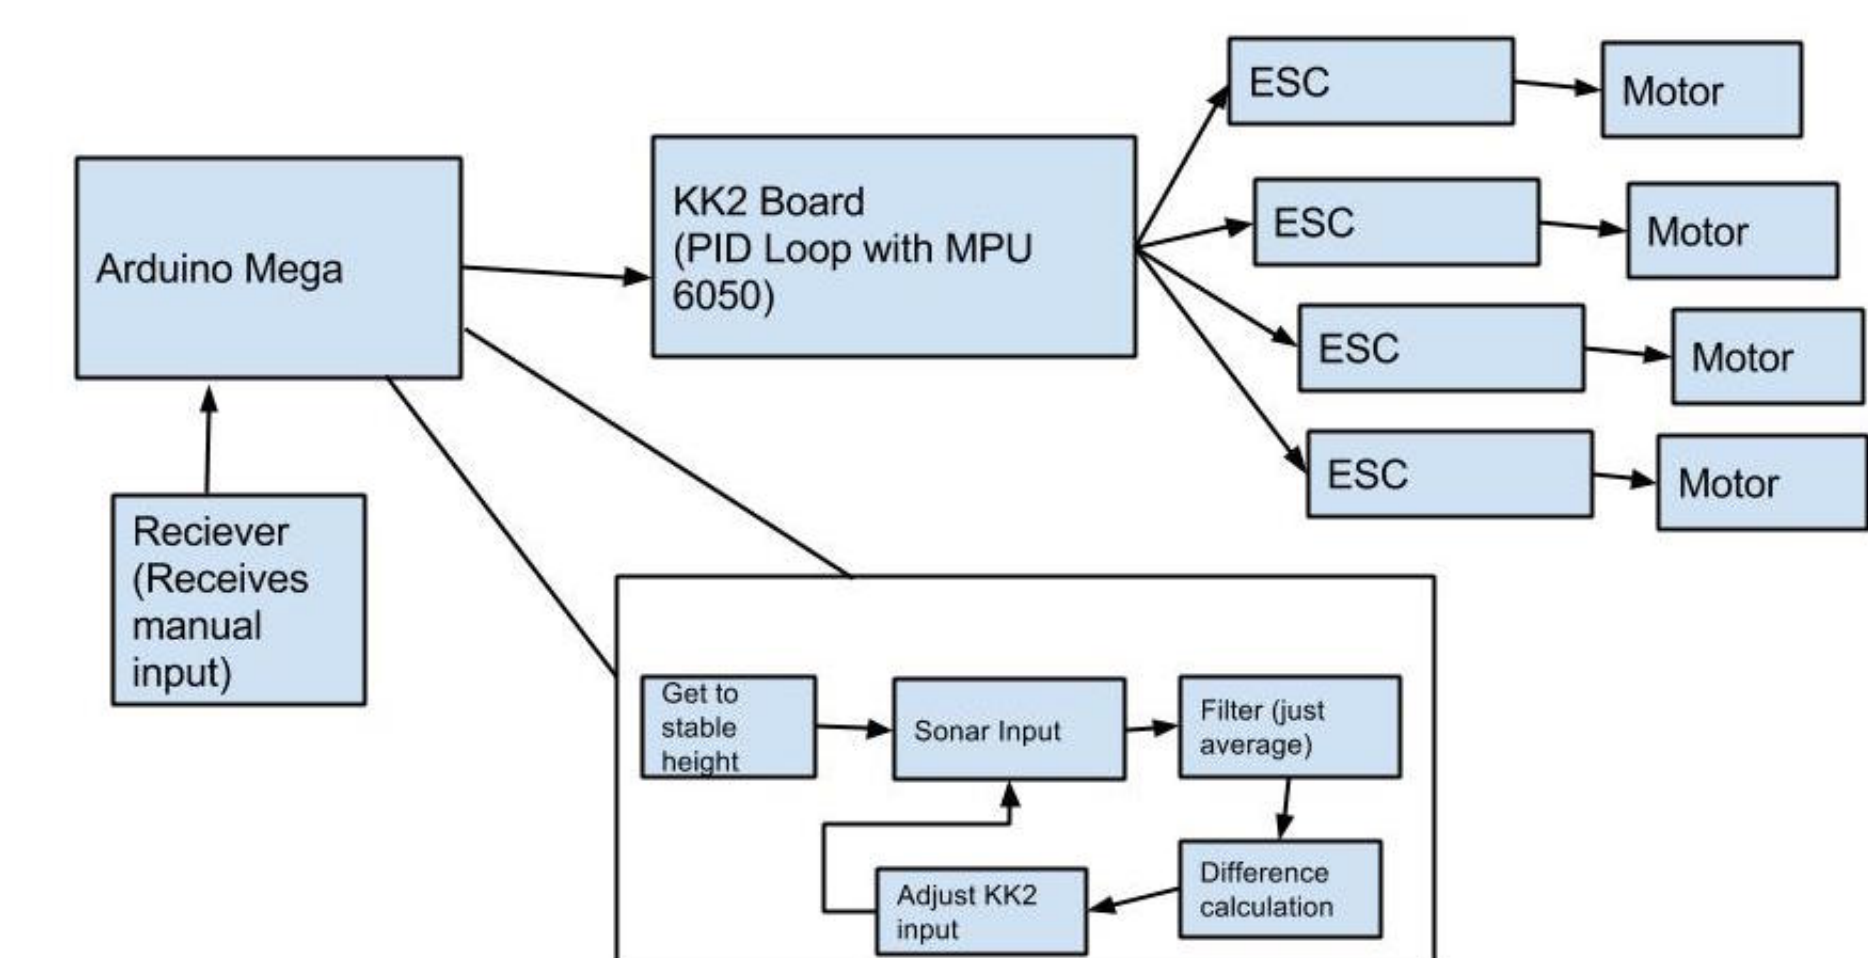 ESC
Motor
Arduino Mega
KK2 Board
(PID Loop with MPU
6050)
ESC
Motor
ESC
Motor
ESC
Motor
Reciever
(Receives
manual
input)
Get to
stable
height
Sonar Input
Filter (just
average)
Difference
calculation
Adjust KK2
input